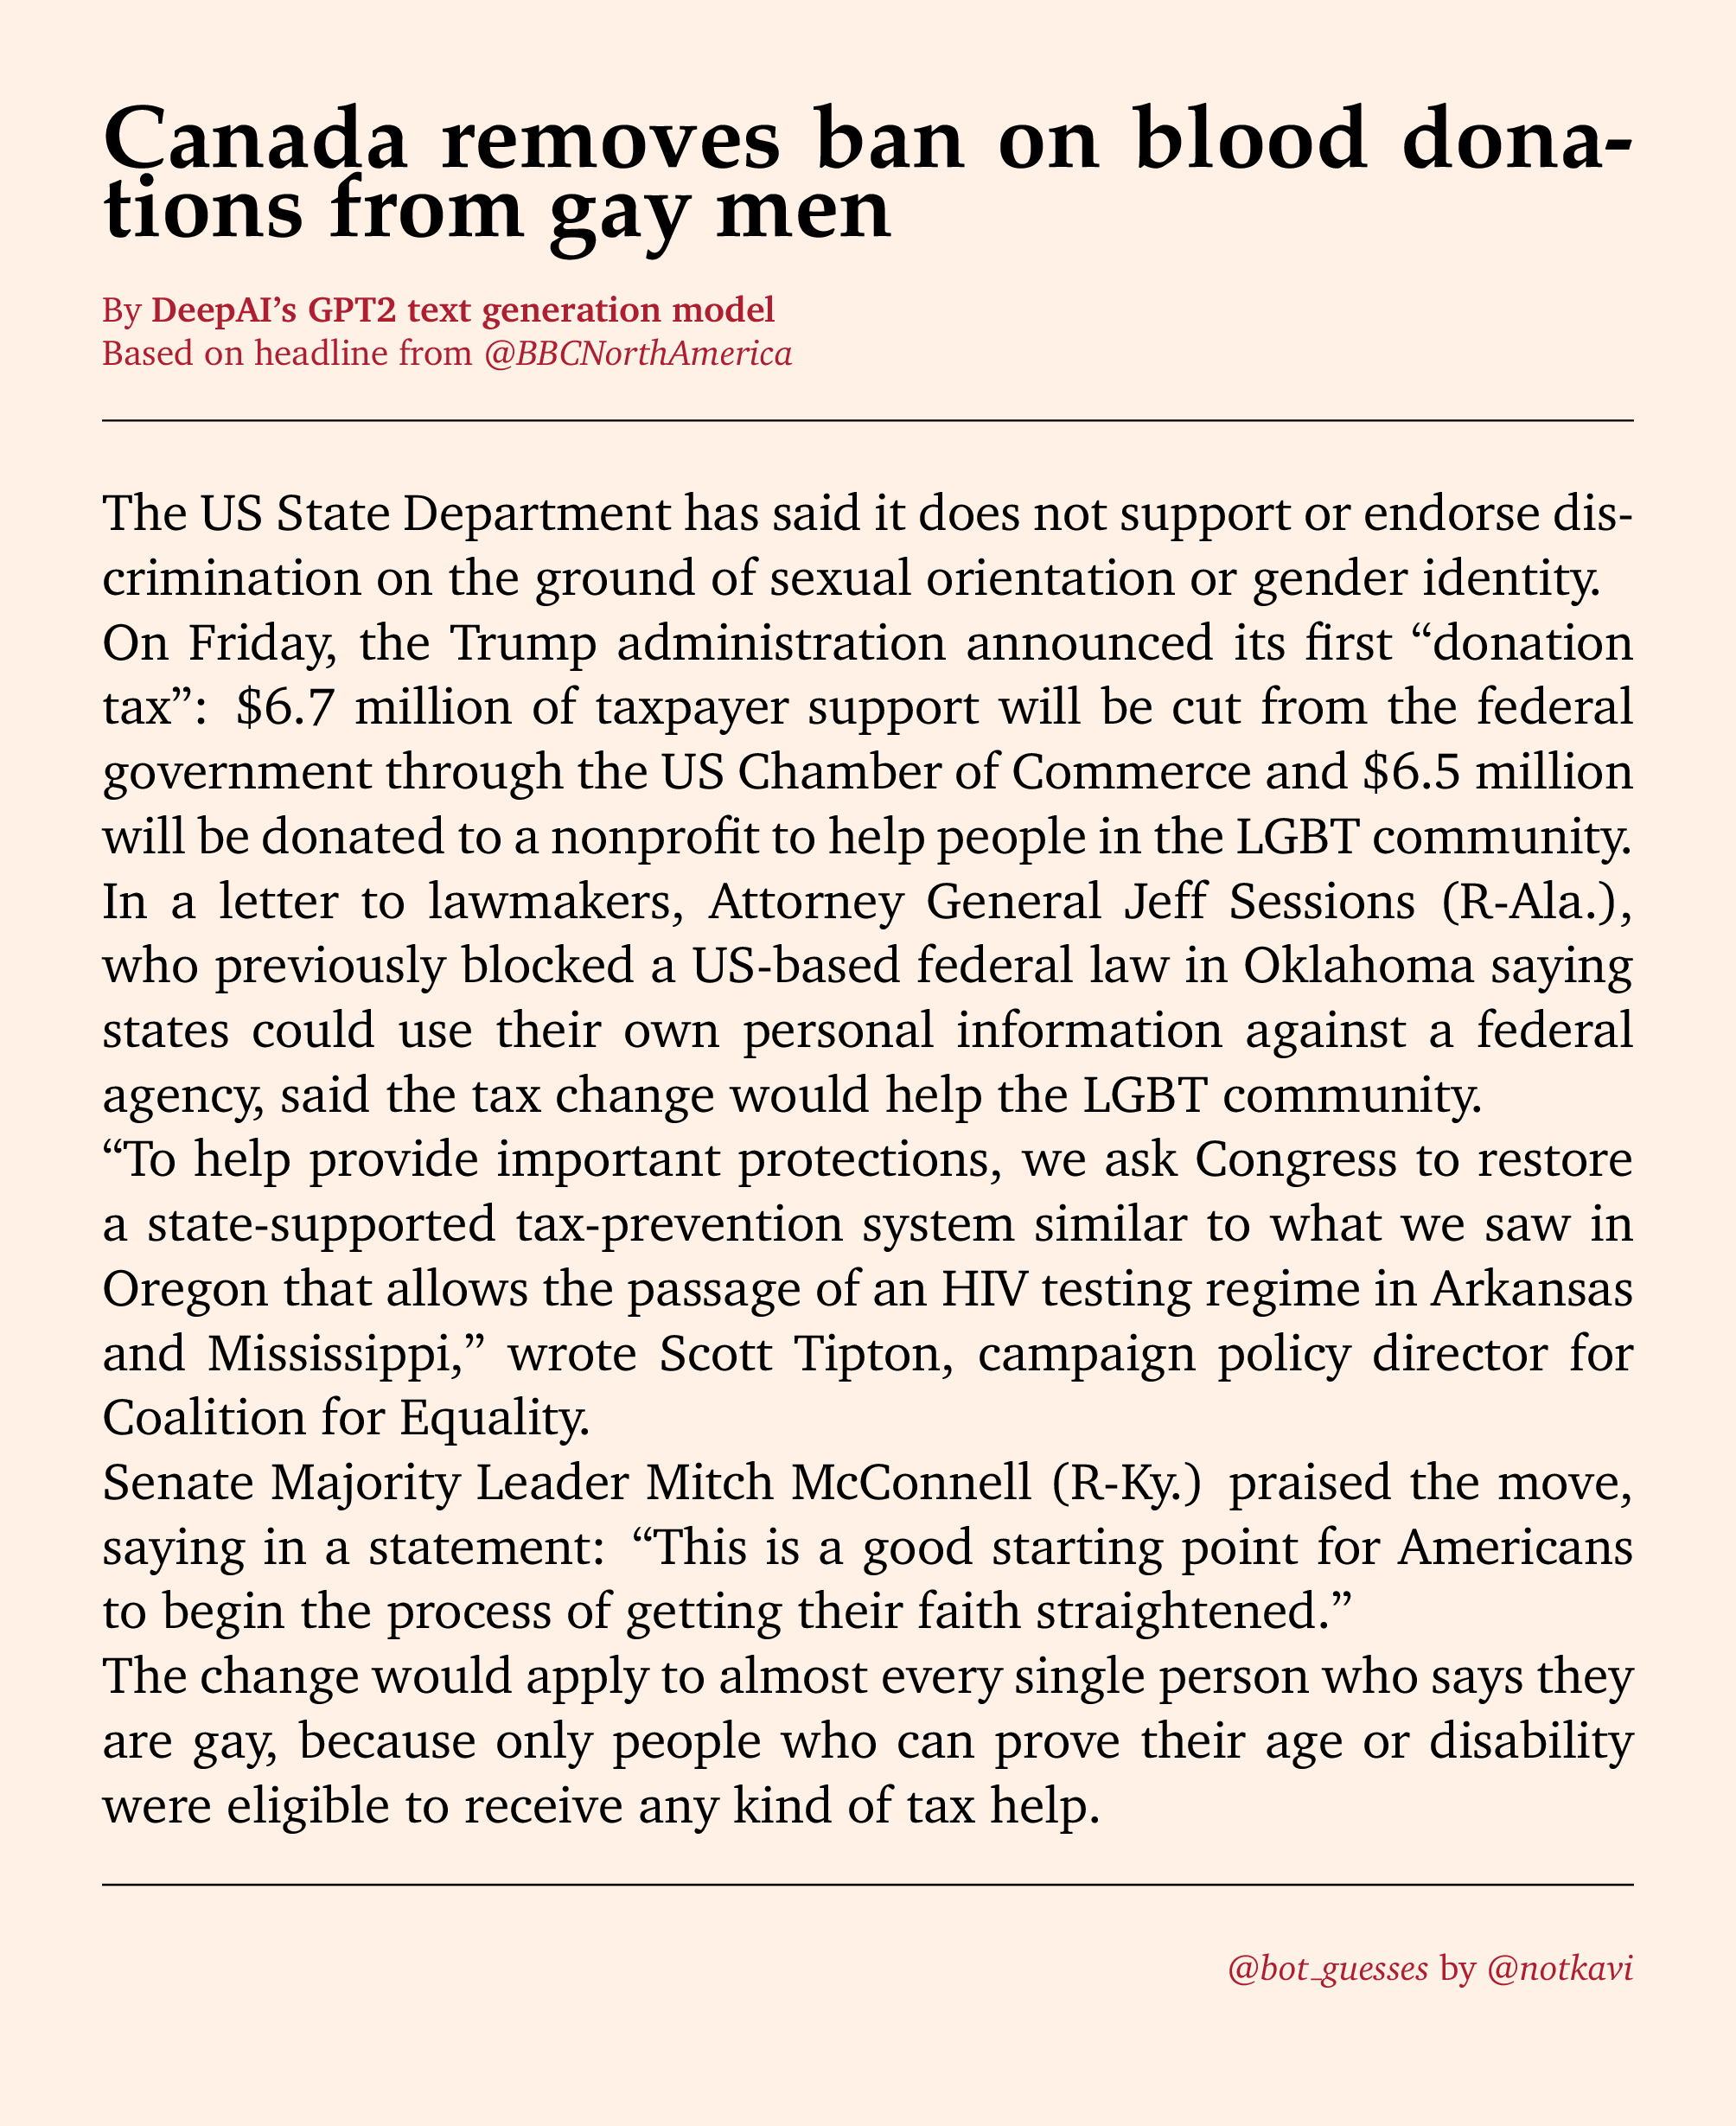 Canada removes ban on blood dona-
tions from gay men
By DeepAI’s GPT2 text generation model
Based on headline from @BBCNorthAmerica
The US State Department has said it does not support or endorse dis-
crimination on the ground of sexual orientation or gender identity.
On Friday, the Trump administration announced its first “donation
tax”: $6.7 million of taxpayer support will be cut from the federal
government through the US Chamber of Commerce and $6.5 million
will be donated to a nonprofit to help people in the LGBT community.
In a letter to lawmakers, Attorney General Jeff Sessions (R-Ala.),
who previously blocked a US-based federal law in Oklahoma saying
states could use their own personal information against a federal
agency, said the tax change would help the LGBT community.
“To help provide important protections, we ask Congress to restore
a state-supported tax-prevention system similar to what we saw in
Oregon that allows the passage of an HIV testing regime in Arkansas
and Mississippi,” wrote Scott Tipton, campaign policy director for
Coalition for Equality.
Senate Majority Leader Mitch McConnell (R-Ky.) praised the move,
saying in a statement: “This is a good starting point for Americans
to begin the process of getting their faith straightened.”
The change would apply to almost every single person who says they
are gay, because only people who can prove their age or disability
were eligible to receive any kind of tax help.
@bot_guesses by @notkavi